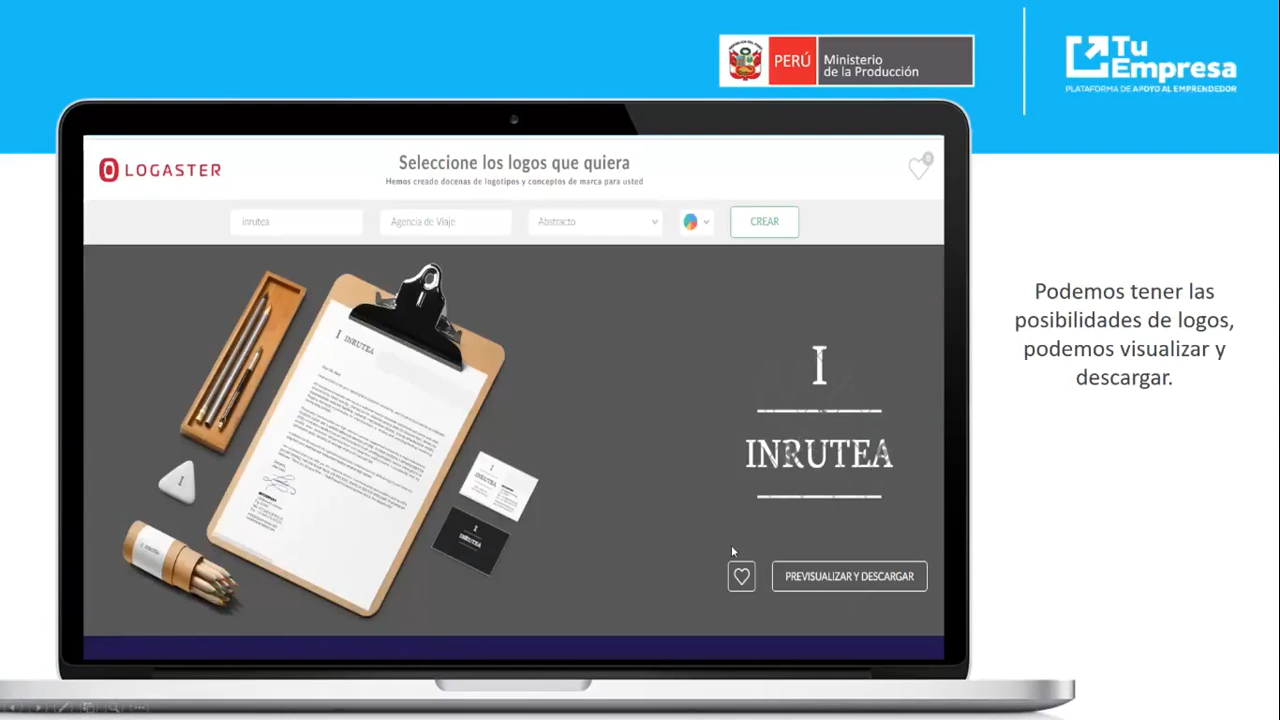 PERÚ
Ministerio
de la Producción
Tu
Empresa
PLATAFORMA DE APOYO AL EMPRENDEDOR
LOGASTER
Seleccione los logos que quiera
Hemos creado docenas de logotipos y conceptos de marca para usted
0
inrutea
Agencia de Viaje
Abstracto
CREAR
I INRUTEA
I
INRUTEA
PREVISUALIZAR Y DESCARGAR
Podemos tener las
posibilidades de logos,
podemos visualizar y
descargar.